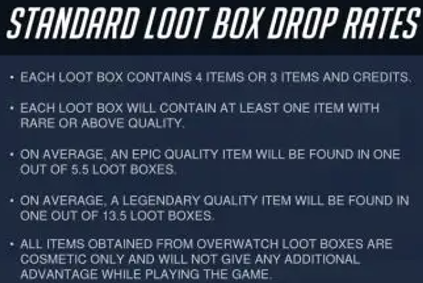 STANDARD LOOT BOX DROP RATES
• EACH LOOT BOX CONTAINS 4 ITEMS OR 3 ITEMS AND CREDITS.
• EACH LOOT BOX WILL CONTAIN AT LEAST ONE ITEM WITH
RARE OR ABOVE QUALITY.
• ON AVERAGE, AN EPIC QUALITY ITEM WILL BE FOUND IN ONE
OUT OF 5.5 LOOT BOXES.
• ON AVERAGE, A LEGENDARY QUALITY ITEM WILL BE FOUND IN
ONE OUT OF 13.5 LOOT BOXES.
• ALL ITEMS OBTAINED FROM OVERWATCH LOOT BOXES ARE
COSMETIC ONLY AND WILL NOT GIVE ANY ADDITIONAL
ADVANTAGE WHILE PLAYING THE GAME.